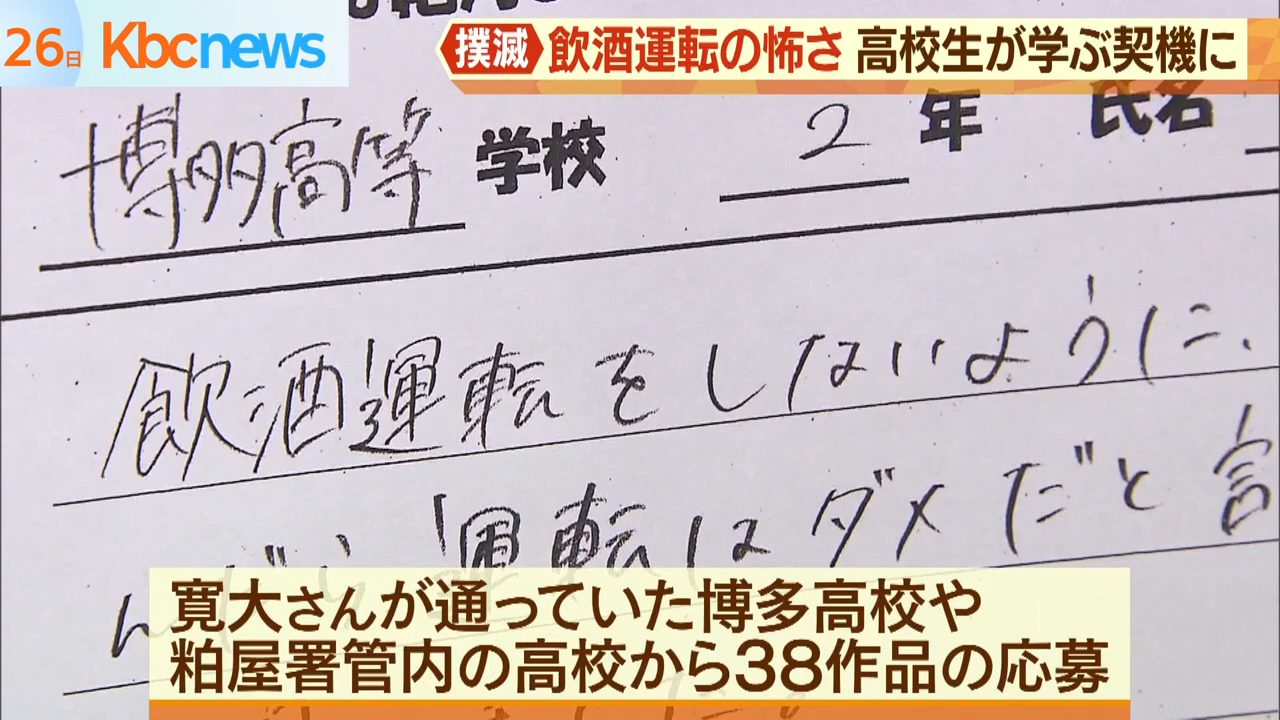 26日 Kbcnews
撲滅 飲酒運転の怖さ 高校生が学ぶ契機に
博多高等 学校 2 年 氏名
飲酒運転をしないように、
運転はダメだと言
寛大さんが通っていた博多高校や
粕屋署管内の高校から38作品の応募